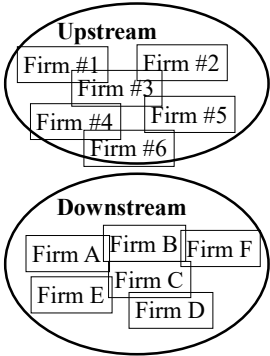 Upstream
Firm #1
Firm #2
Firm #3
Firm #4
Firm #5
Firm #6
Downstream
Firm A
Firm B
Firm F
Firm C
Firm E
Firm D